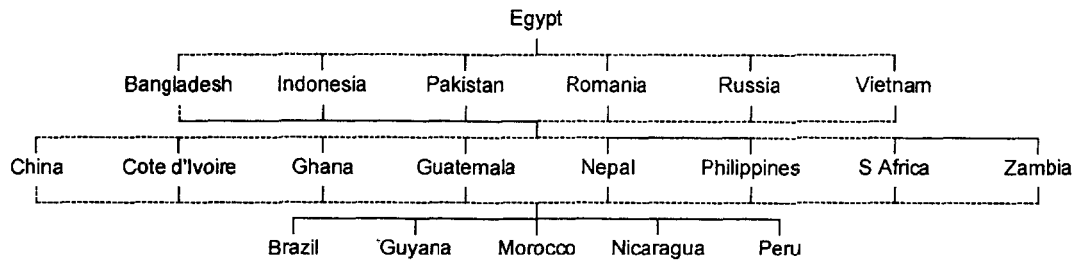 Egypt
Bangladesh Indonesia Pakistan Romania Russia Vietnam
China Cote d'Ivoire Ghana Guatemala Nepal Philippines S Africa Zambia
Brazil Guyana Morocco Nicaragua Peru